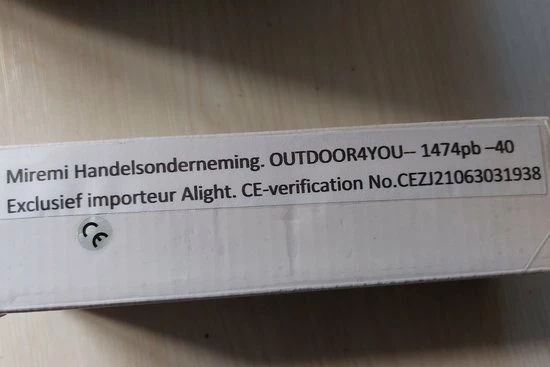 Miremi Handelsonderneming. OUTDOOR4YOU-- 1474pb –40
Exclusief importeur Alight. CE-verification No.CEZJ21063031938
CE